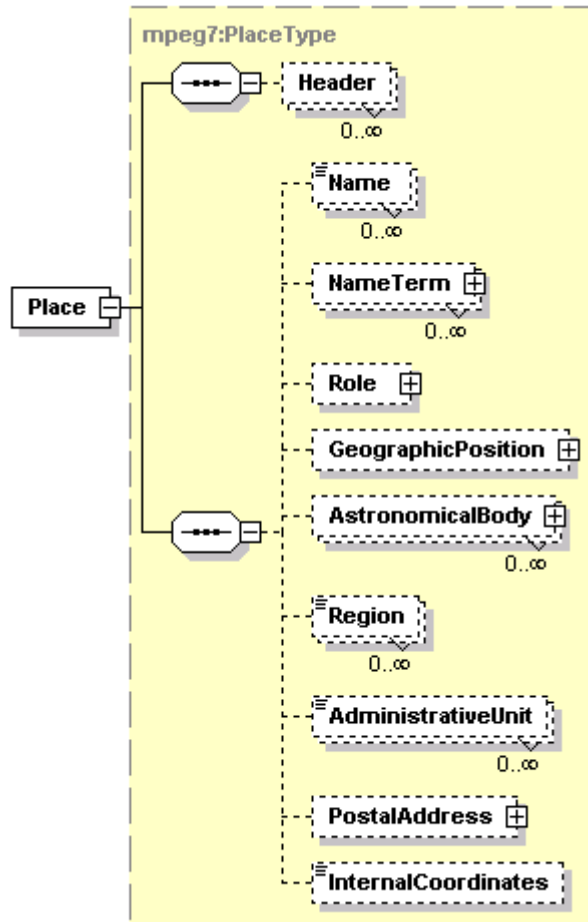 mpeg7:PlaceType
Header
0..∞
Name
0..∞
NameTerm
0..∞
Place
Role
GeographicPosition
AstronomicalBody
0..∞
Region
0..∞
AdministrativeUnit
0..∞
PostalAddress
InternalCoordinates